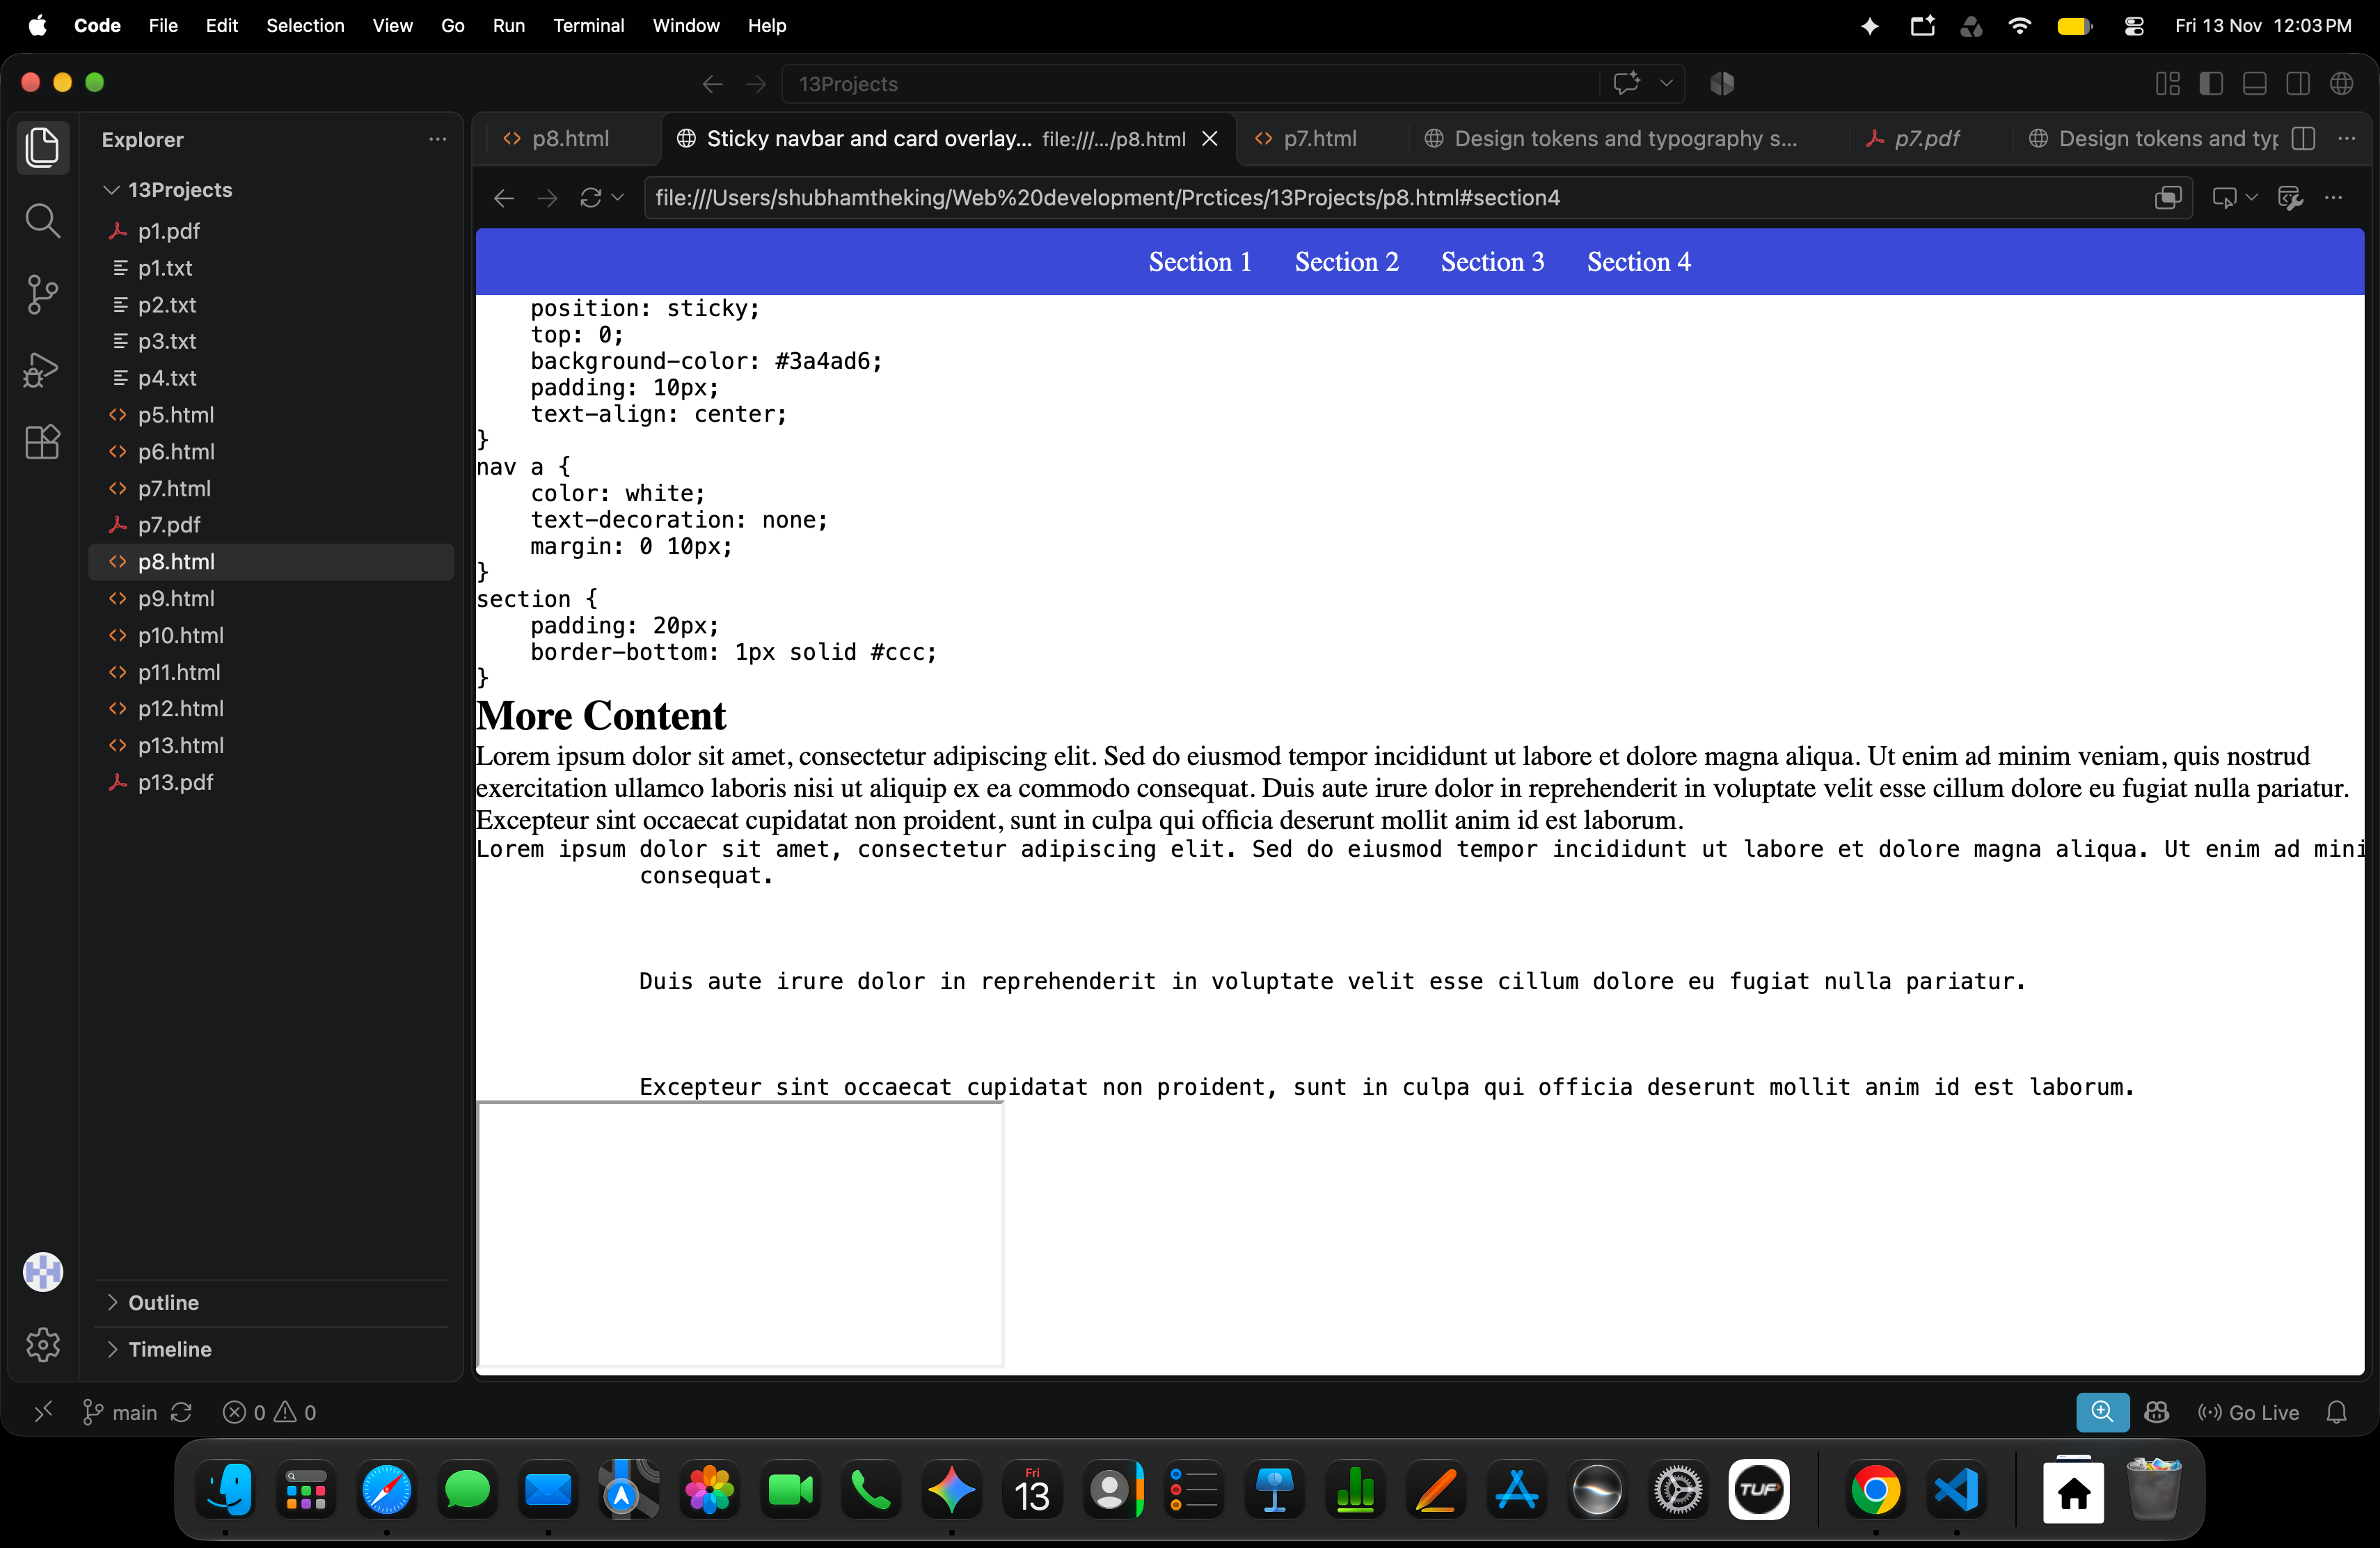 Code File Edit Selection View Go Run Terminal Window Help Fri 13 Nov 12:03 PM
13Projects
Explorer
p8.html Sticky navbar and card overlay... file:///.../p8.html p7.html Design tokens and typography s... p7.pdf Design tokens and typ
13Projects
file:///Users/shubhamtheking/Web%20development/Prctices/13Projects/p8.html#section4
p1.pdf
p1.txt
p2.txt
p3.txt
p4.txt
p5.html
p6.html
p7.html
p7.pdf
p8.html
p9.html
p10.html
p11.html
p12.html
p13.html
p13.pdf
Outline
Timeline
Section 1 Section 2 Section 3 Section 4
position: sticky;
top: 0;
background-color: #3a4ad6;
padding: 10px;
text-align: center;
}
nav a {
color: white;
text-decoration: none;
margin: 0 10px;
}
section {
padding: 20px;
border-bottom: 1px solid #ccc;
}
More Content
Lorem ipsum dolor sit amet, consectetur adipiscing elit. Sed do eiusmod tempor incididunt ut labore et dolore magna aliqua. Ut enim ad minim veniam, quis nostrud
exercitation ullamco laboris nisi ut aliquip ex ea commodo consequat. Duis aute irure dolor in reprehenderit in voluptate velit esse cillum dolore eu fugiat nulla pariatur.
Excepteur sint occaecat cupidatat non proident, sunt in culpa qui officia deserunt mollit anim id est laborum.
Lorem ipsum dolor sit amet, consectetur adipiscing elit. Sed do eiusmod tempor incididunt ut labore et dolore magna aliqua. Ut enim ad mini
consequat.
Duis aute irure dolor in reprehenderit in voluptate velit esse cillum dolore eu fugiat nulla pariatur.
Excepteur sint occaecat cupidatat non proident, sunt in culpa qui officia deserunt mollit anim id est laborum.
main 0 0 Go Live
Fri
13
TUF